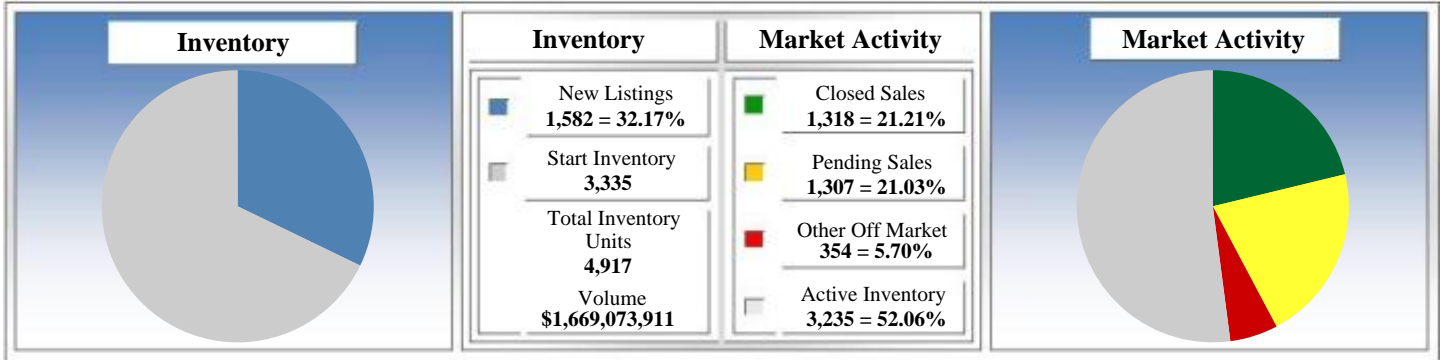 Inventory
Inventory
Market Activity
New Listings
1,582 = 32.17%
Start Inventory
3,335
Total Inventory
Units
4,917
Volume
$1,669,073,911
Closed Sales
1,318 = 21.21%
Pending Sales
1,307 = 21.03%
Other Off Market
354 = 5.70%
Active Inventory
3,235 = 52.06%
Market Activity